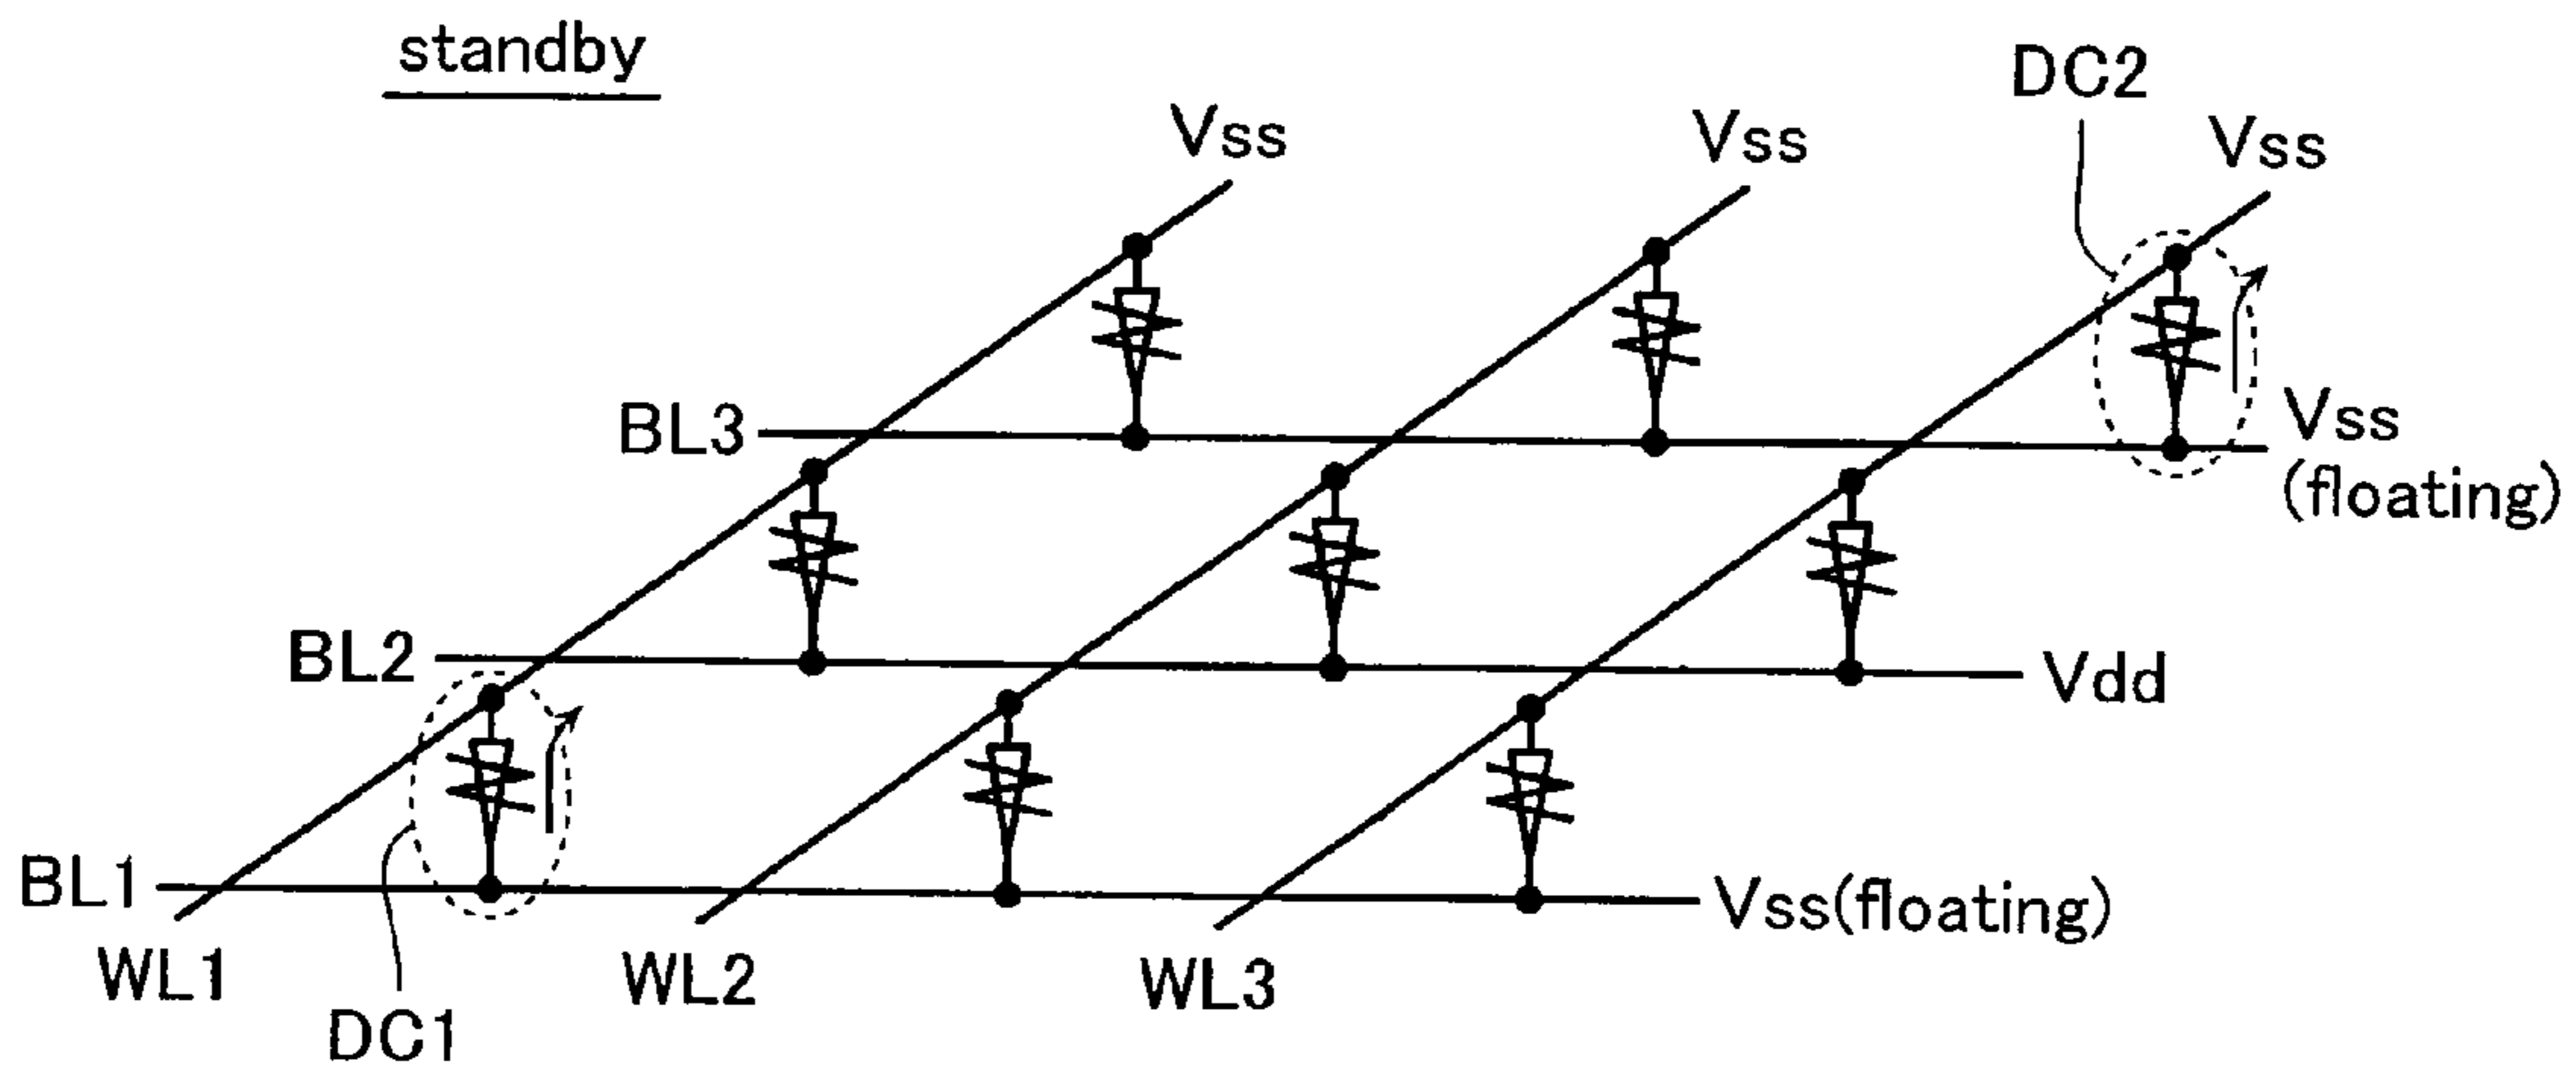 standby
DC2
Vss
Vss
Vss
BL3
Vss
(floating)
BL2
Vdd
BL1
Vss(floating)
WL1
WL2
WL3
DC1